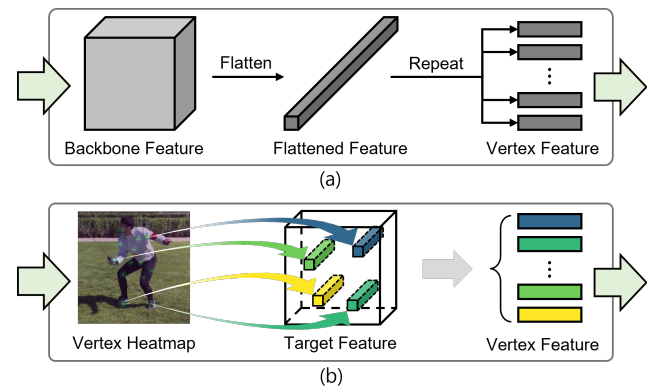 Flatten
Repeat
Backbone Feature
Flattened Feature
Vertex Feature
(a)
Vertex Heatmap
Target Feature
Vertex Feature
(b)